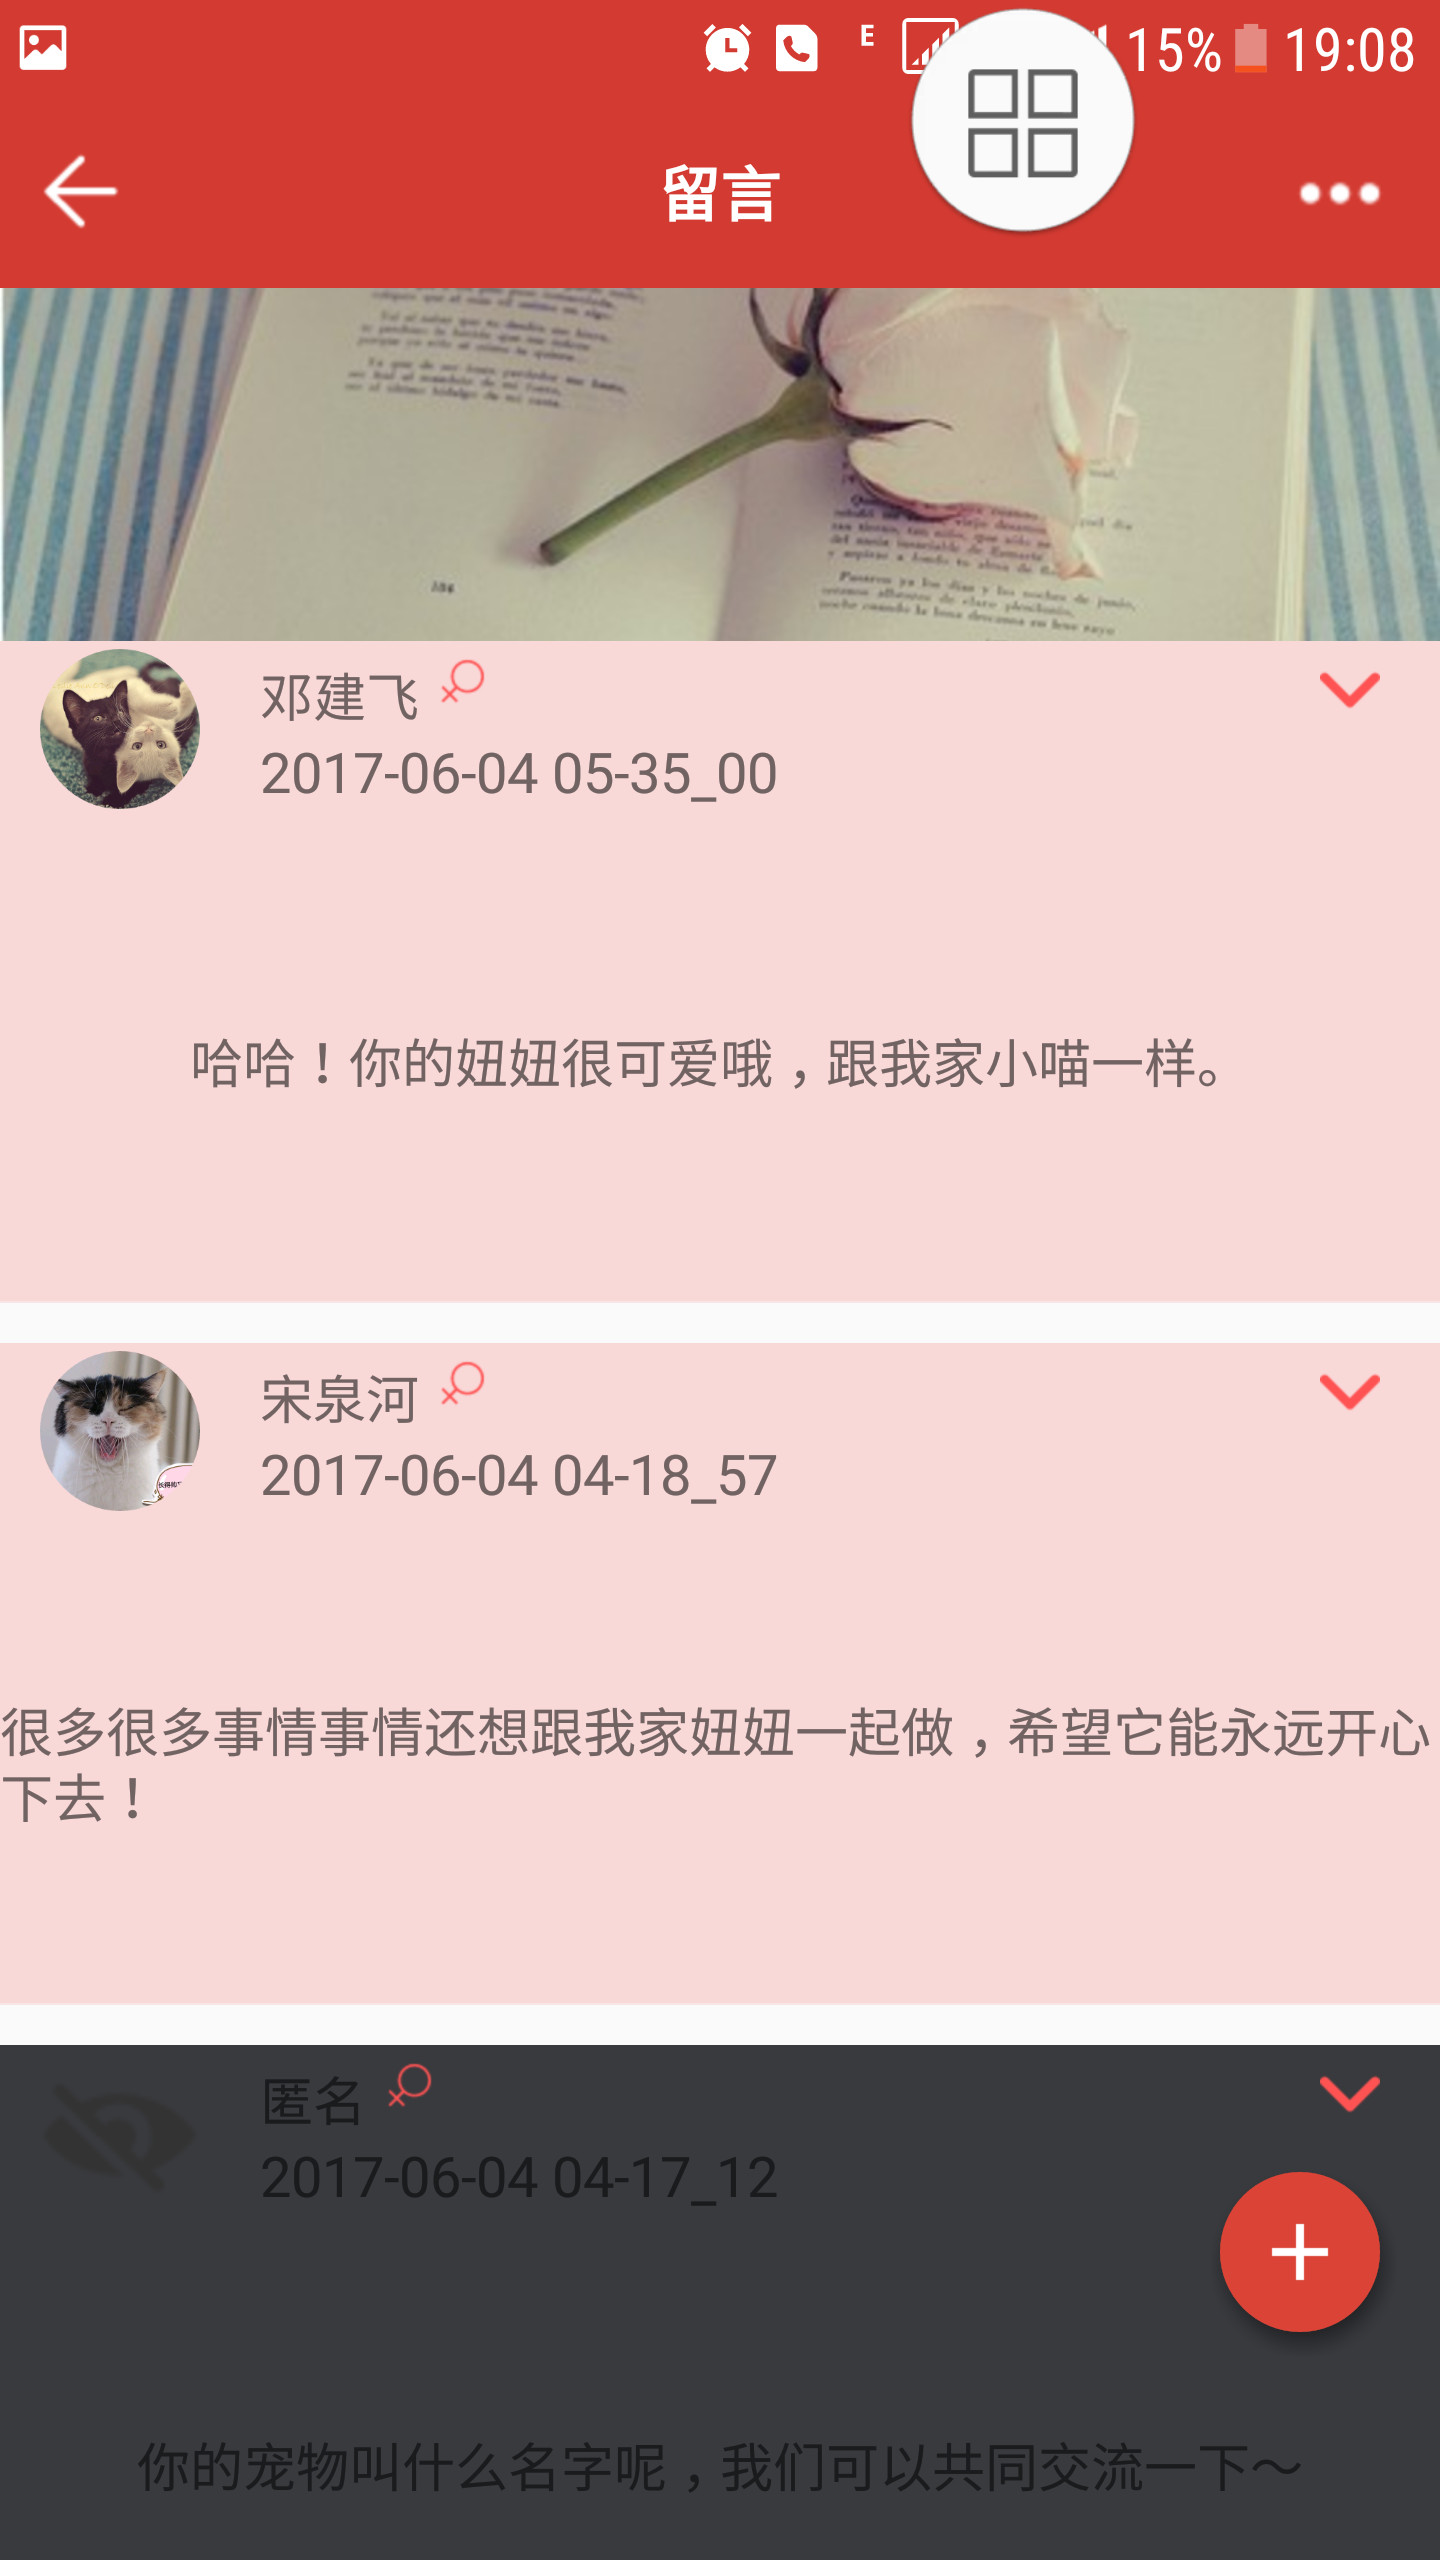 E 15% 19:08
留言
邓建飞
2017-06-04 05-35_00
哈哈！你的妞妞很可爱哦，跟我家小喵一样。
宋泉河
2017-06-04 04-18_57
很多很多事情事情还想跟我家妞妞一起做，希望它能永远开心
下去！
匿名
2017-06-04 04-17_12
你的宠物叫什么名字呢，我们可以共同交流一下～